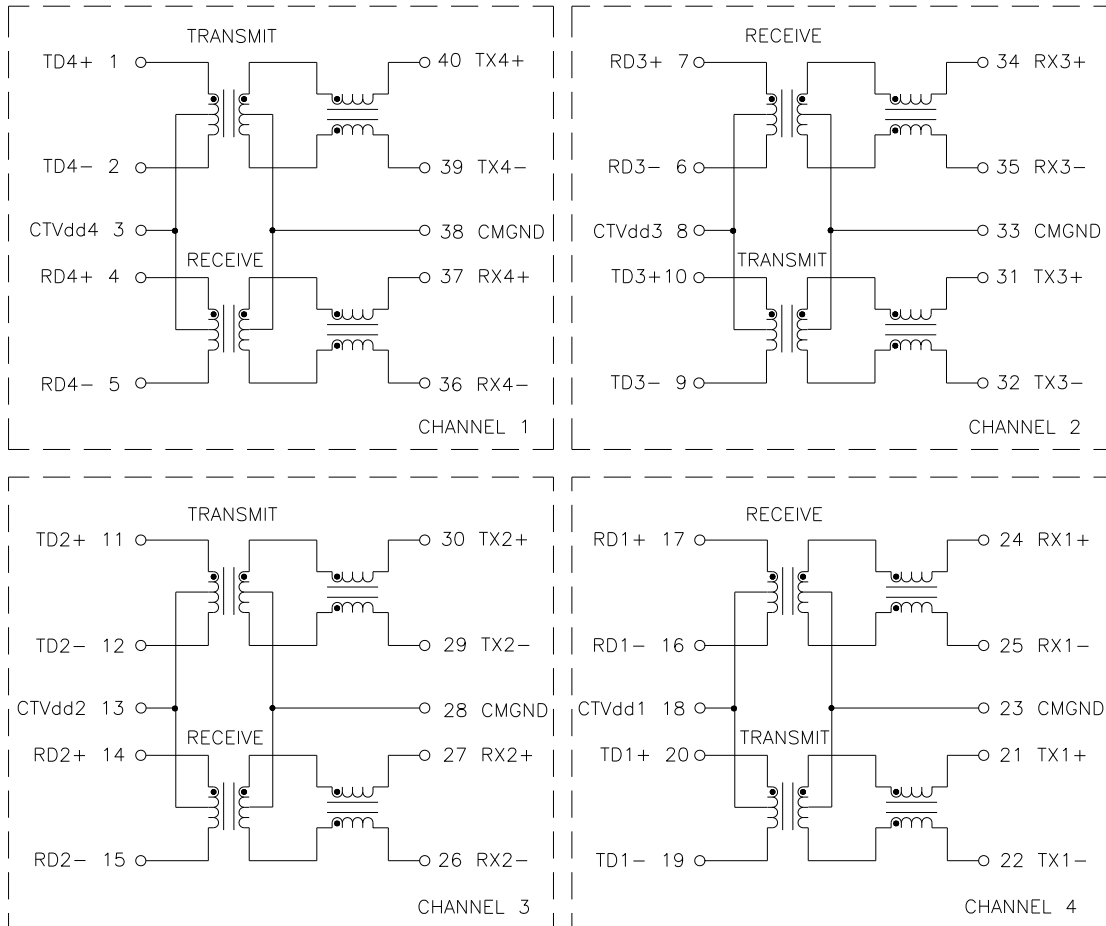 TRANSMIT
TD4+ 1
40 TX4+
TD4- 2
39 TX4-
CTVdd4 3
38 CMGND
RECEIVE
RD4+ 4
37 RX4+
RD4- 5
36 RX4-
CHANNEL 1
RECEIVE
RD3+ 7
34 RX3+
RD3- 6
35 RX3-
CTVdd3 8
33 CMGND
TRANSMIT
TD3+ 10
31 TX3+
TD3- 9
32 TX3-
CHANNEL 2
TRANSMIT
TD2+ 11
30 TX2+
TD2- 12
29 TX2-
CTVdd2 13
28 CMGND
RECEIVE
RD2+ 14
27 RX2+
RD2- 15
26 RX2-
CHANNEL 3
RECEIVE
RD1+ 17
24 RX1+
RD1- 16
25 RX1-
CTVdd1 18
23 CMGND
TRANSMIT
TD1+ 20
21 TX1+
TD1- 19
22 TX1-
CHANNEL 4